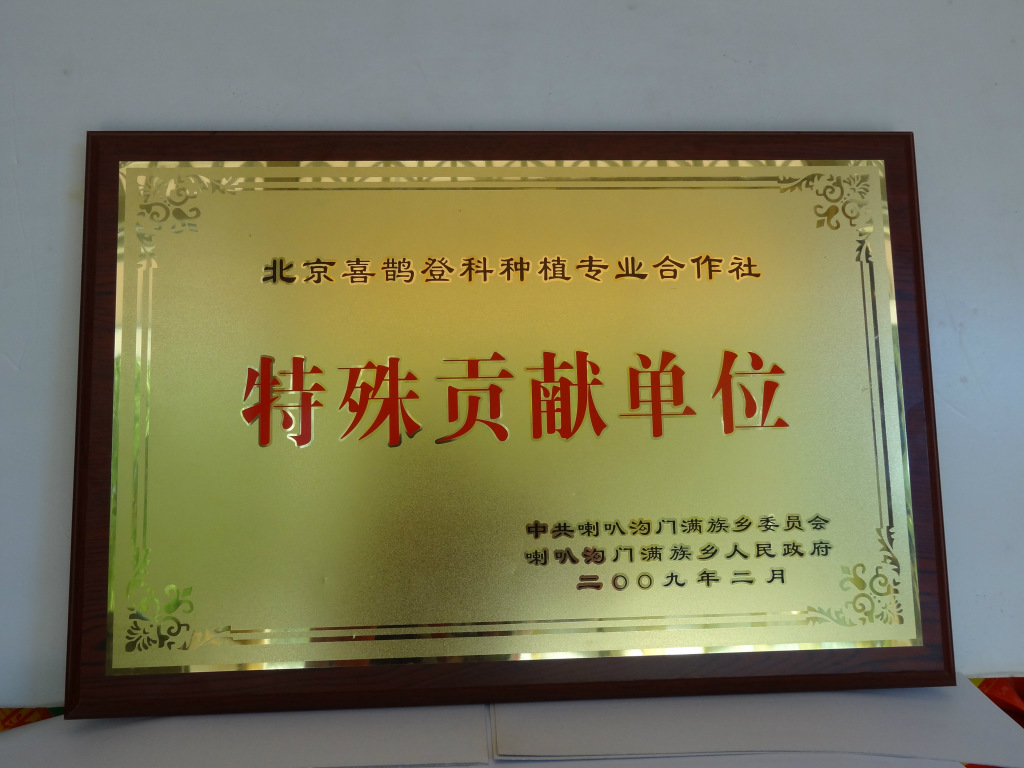 北京喜鹊登科种植专业合作社
特殊贡献单位
中共喇叭沟门满族乡委员会
喇叭沟门满族乡人民政府
二〇〇九年二月